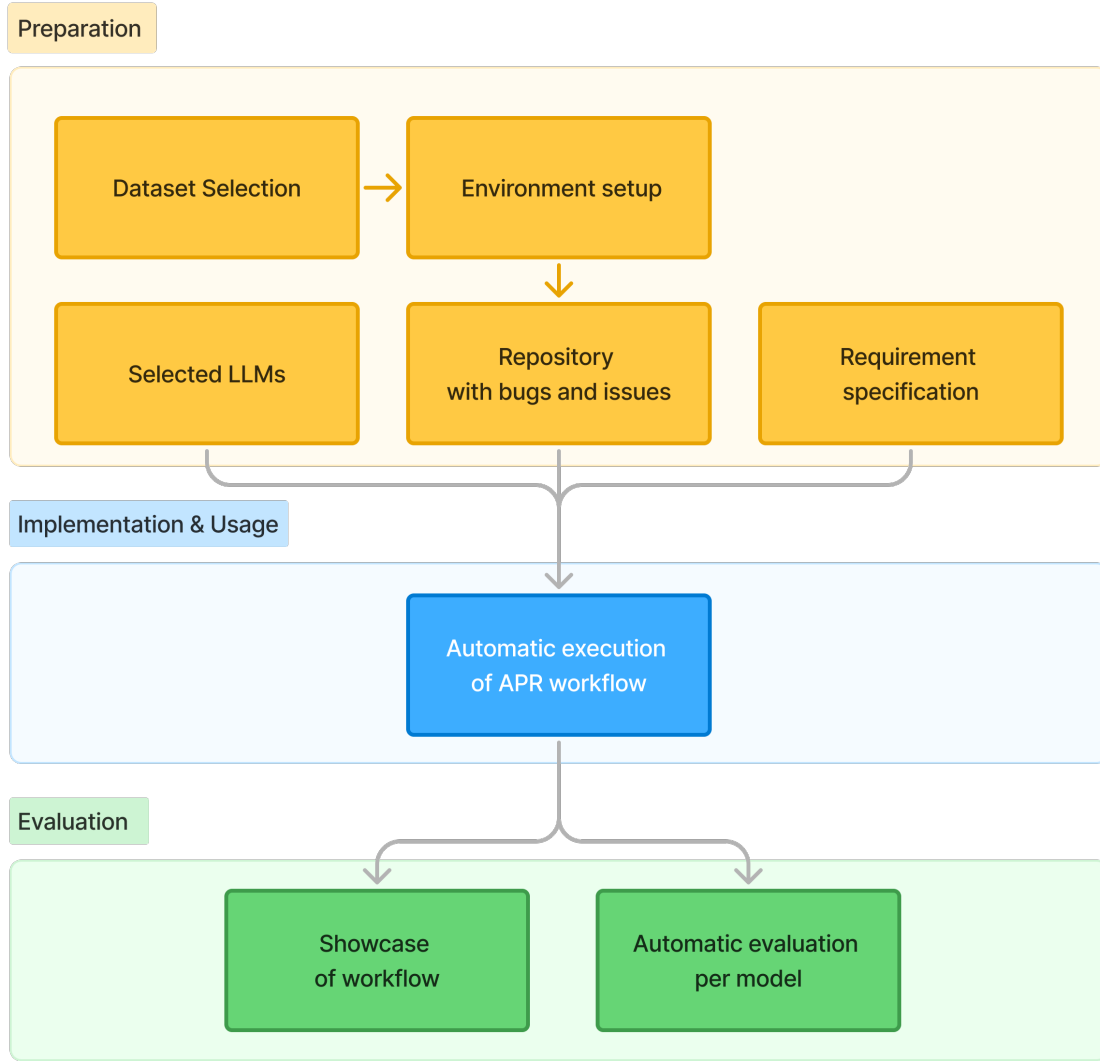 Preparation
Dataset Selection
Environment setup
Selected LLMs
Repository
with bugs and issues
Requirement
specification
Implementation & Usage
Automatic execution
of APR workflow
Evaluation
Showcase
of workflow
Automatic evaluation
per model